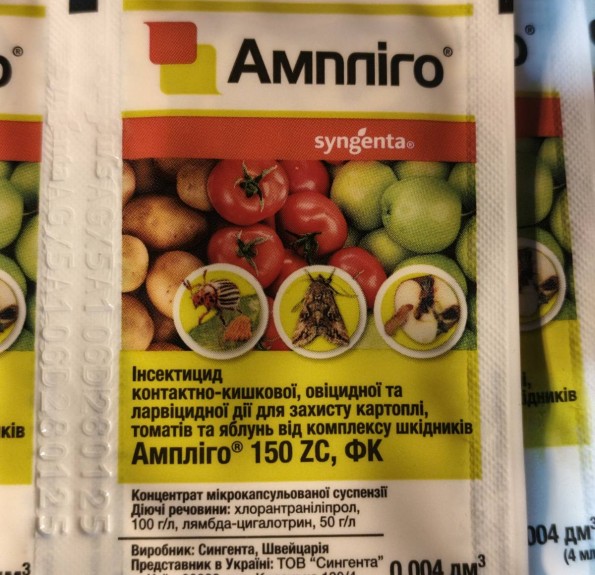 Ампліго®
syngenta®
Інсектицид
контактно-кишкової, овіцидної та
ларвіцидної дії для захисту картоплі,
томатів та яблунь від комплексу шкідників
Ампліго® 150 ZC, ФК
Концентрат мікрокапсульованої суспензії
Діючі речовини: хлорантраніліпрол,
100 г/л, лямбда-цигалотрин, 50 г/л
Виробник: Сингента, Швейцарія
Представник в Україні: ТОВ "Сингента"
0,004 дм³